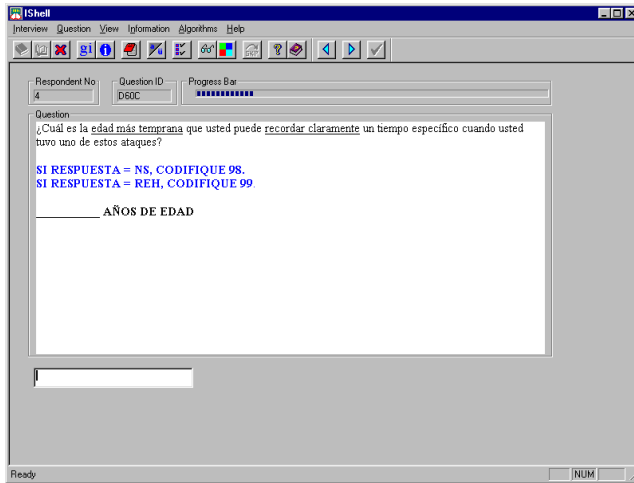 IShell
Interview Question View Information Algorithms Help
gi
Respondent No Question ID Progress Bar
4 D60C
Question
¿Cuál es la edad más temprana que usted puede recordar claramente un tiempo específico cuando usted
tuvo uno de estos ataques?
SI RESPUESTA = NS, CODIFIQUE 98.
SI RESPUESTA = REH, CODIFIQUE 99.
__________ AÑOS DE EDAD
Ready NUM